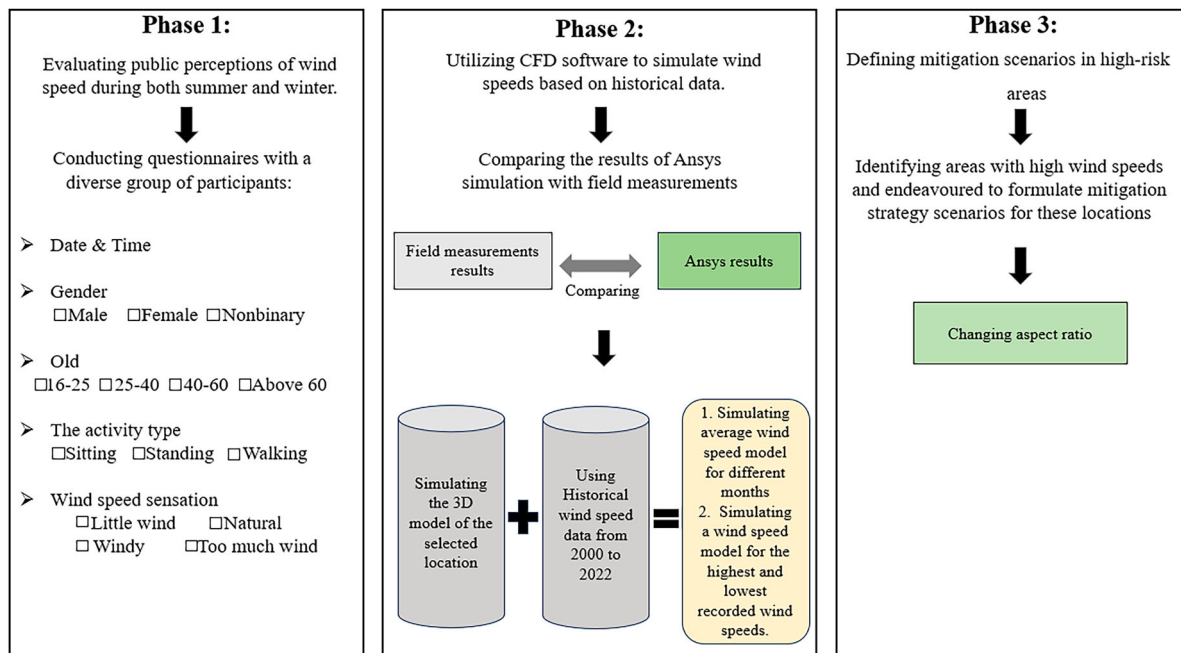 Phase 1:
Evaluating public perceptions of wind
speed during both summer and winter.
Conducting questionnaires with a
diverse group of participants:
➢ Date & Time
➢ Gender
☐Male ☐Female ☐Nonbinary
➢ Old
☐16-25 ☐25-40 ☐40-60 ☐Above 60
➢ The activity type
☐Sitting ☐Standing ☐Walking
➢ Wind speed sensation
☐Little wind ☐Natural
☐Windy ☐Too much wind
Phase 2:
Utilizing CFD software to simulate wind
speeds based on historical data.
Comparing the results of Ansys
simulation with field measurements
Field measurements
results
Comparing
Ansys results
Simulating
the 3D
model of the
selected
location
Using
Historical
wind speed
data from
2000 to
2022
1. Simulating
average wind
speed model
for different
months
2. Simulating
a wind speed
model for the
highest and
lowest
recorded wind
speeds.
Phase 3:
Defining mitigation scenarios in high-risk
areas
Identifying areas with high wind speeds
and endeavoured to formulate mitigation
strategy scenarios for these locations
Changing aspect ratio